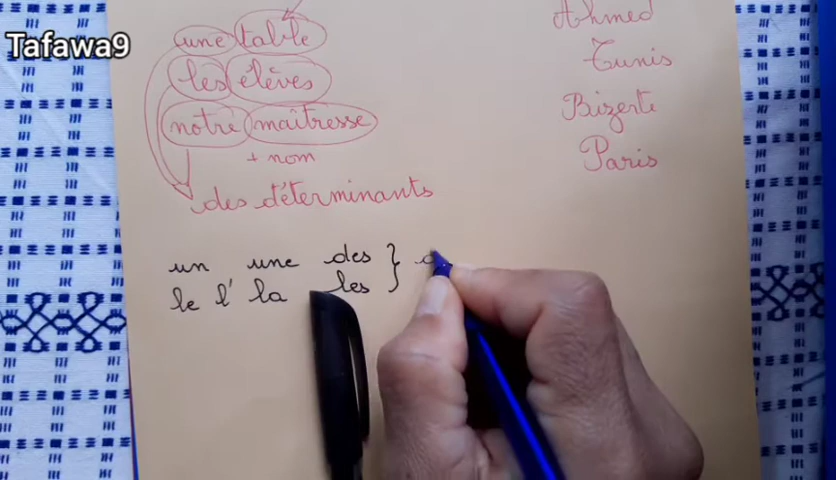 Tafawa9
une table
les élèves
notre maîtresse
+ nom
des déterminants
Ahmed
Tunis
Bizerte
Paris
un une des }
le l' la les